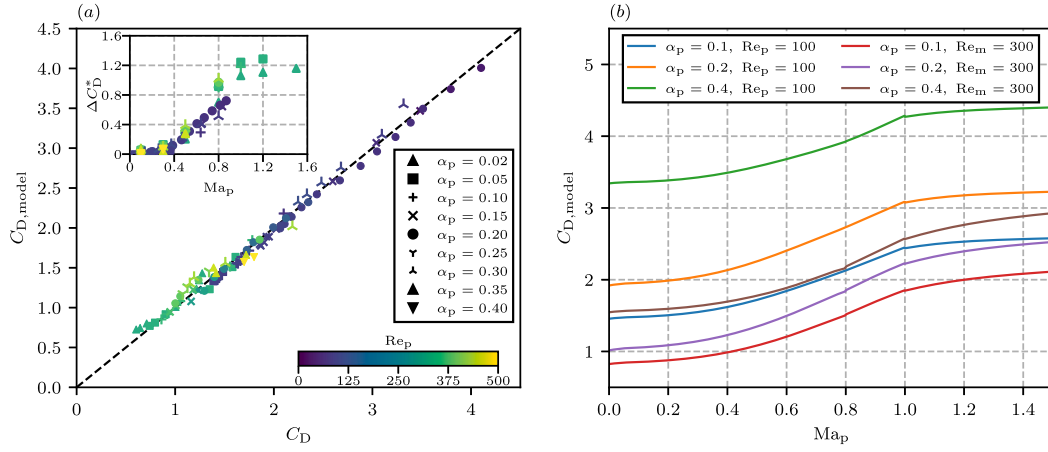 (a)
4.5
4.0
3.5
3.0
2.5
2.0
1.5
1.0
0.5
0.0
C_D,model
0 1 2 3 4
C_D
1.6
1.2
0.8
0.4
0
ΔC*_D
0 0.4 0.8 1.2 1.6
Ma_p
α_p = 0.02
α_p = 0.05
α_p = 0.10
α_p = 0.15
α_p = 0.20
α_p = 0.25
α_p = 0.30
α_p = 0.35
α_p = 0.40
Re_p
0 125 250 375 500
(b)
α_p = 0.1, Re_p = 100
α_p = 0.2, Re_p = 100
α_p = 0.4, Re_p = 100
α_p = 0.1, Re_m = 300
α_p = 0.2, Re_m = 300
α_p = 0.4, Re_m = 300
5
4
3
2
1
C_D,model
0.0 0.2 0.4 0.6 0.8 1.0 1.2 1.4
Ma_p